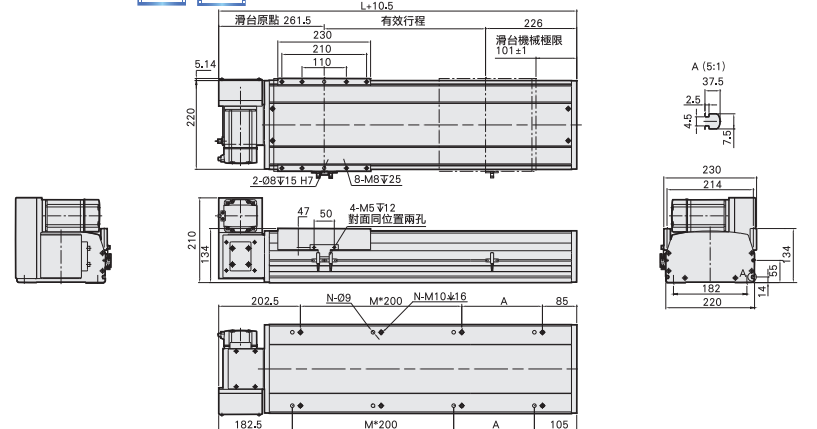 L+10.5
滑台原點 261.5
有效行程
226
230
滑台機械極限
101±1
210
110
5.14
220
2-Ø8↧15 H7
8-M8↧25
A (5:1)
37.5
2.5
4.5
7.5
47
50
4-M5↧12
對面同位置兩孔
210
134
230
214
134
55
14
A
182
220
202.5
N-Ø9
M*200
N-M10↧16
A
85
182.5
M*200
A
105